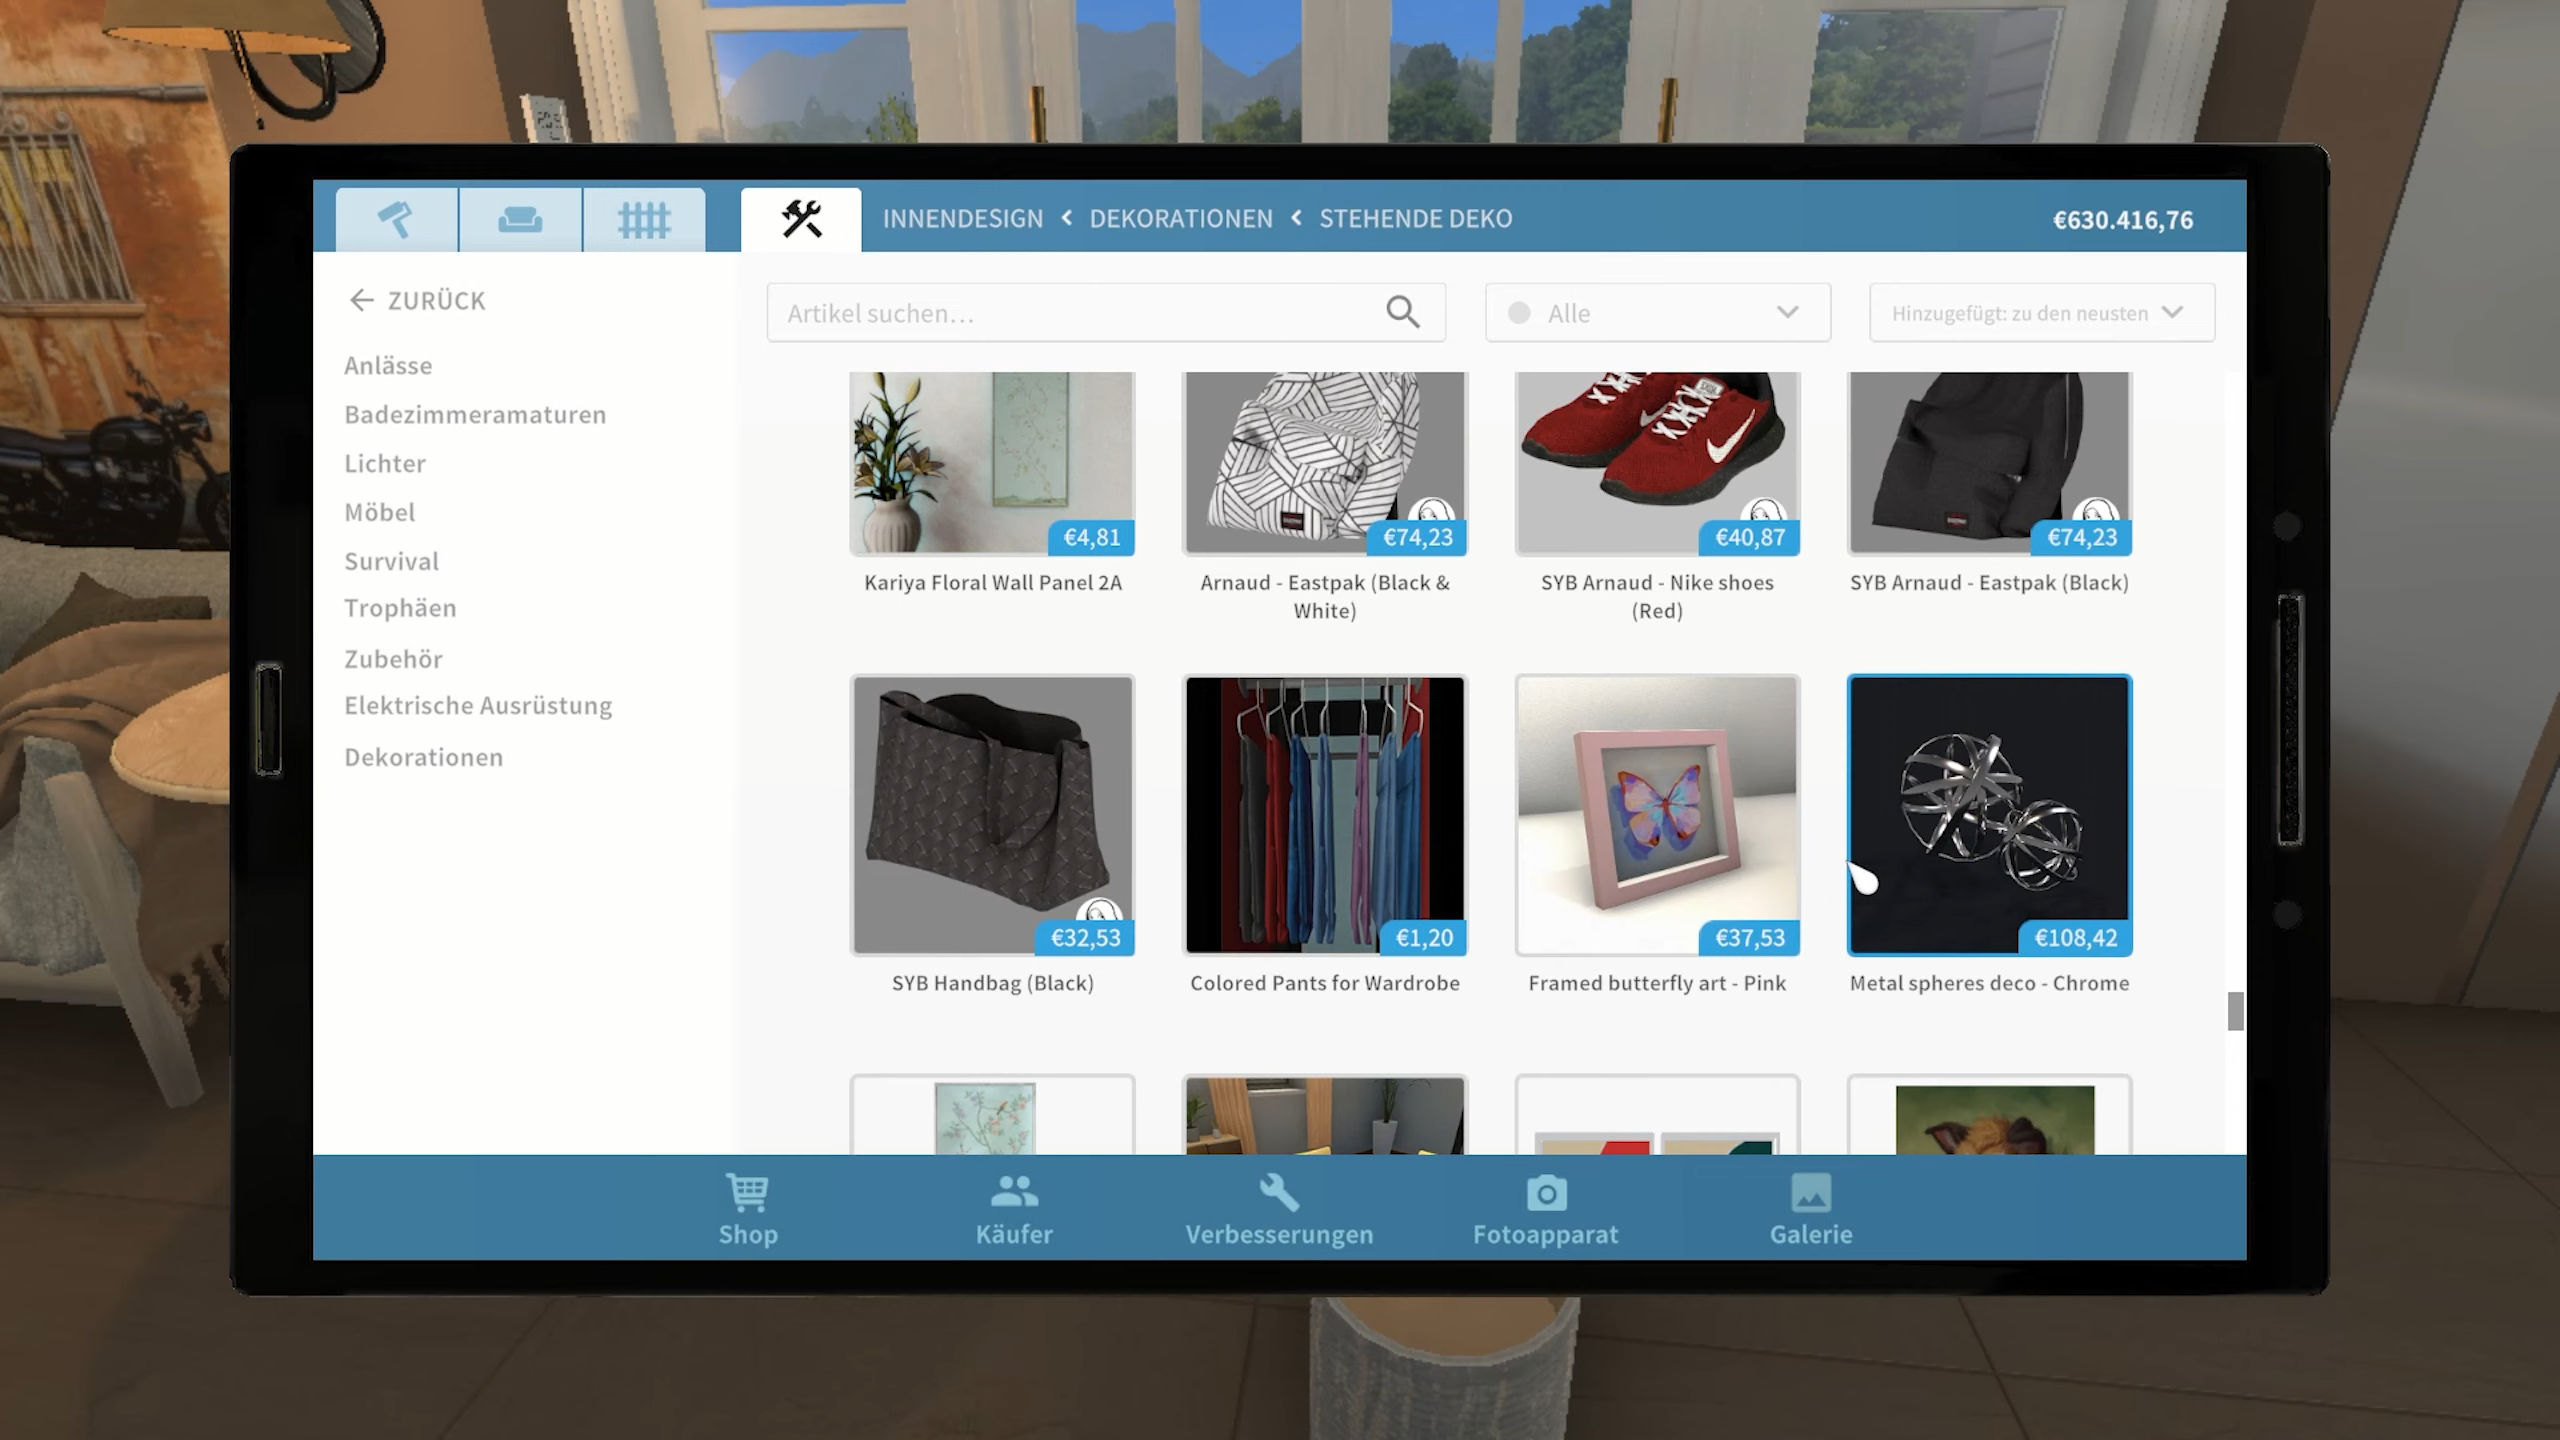 INNENDESIGN < DEKORATIONEN < STEHENDE DEKO
€630.416,76
ZURÜCK
Anlässe
Badezimmeramaturen
Lichter
Möbel
Survival
Trophäen
Zubehör
Elektrische Ausrüstung
Dekorationen
Artikel suchen...
Alle
Hinzugefügt: zu den neusten
€4,81
€74,23
€40,87
€74,23
Kariya Floral Wall Panel 2A
Arnaud - Eastpak (Black &
White)
SYB Arnaud - Nike shoes
(Red)
SYB Arnaud - Eastpak (Black)
€32,53
€1,20
€37,53
€108,42
SYB Handbag (Black)
Colored Pants for Wardrobe
Framed butterfly art - Pink
Metal spheres deco - Chrome
Shop
Käufer
Verbesserungen
Fotoapparat
Galerie